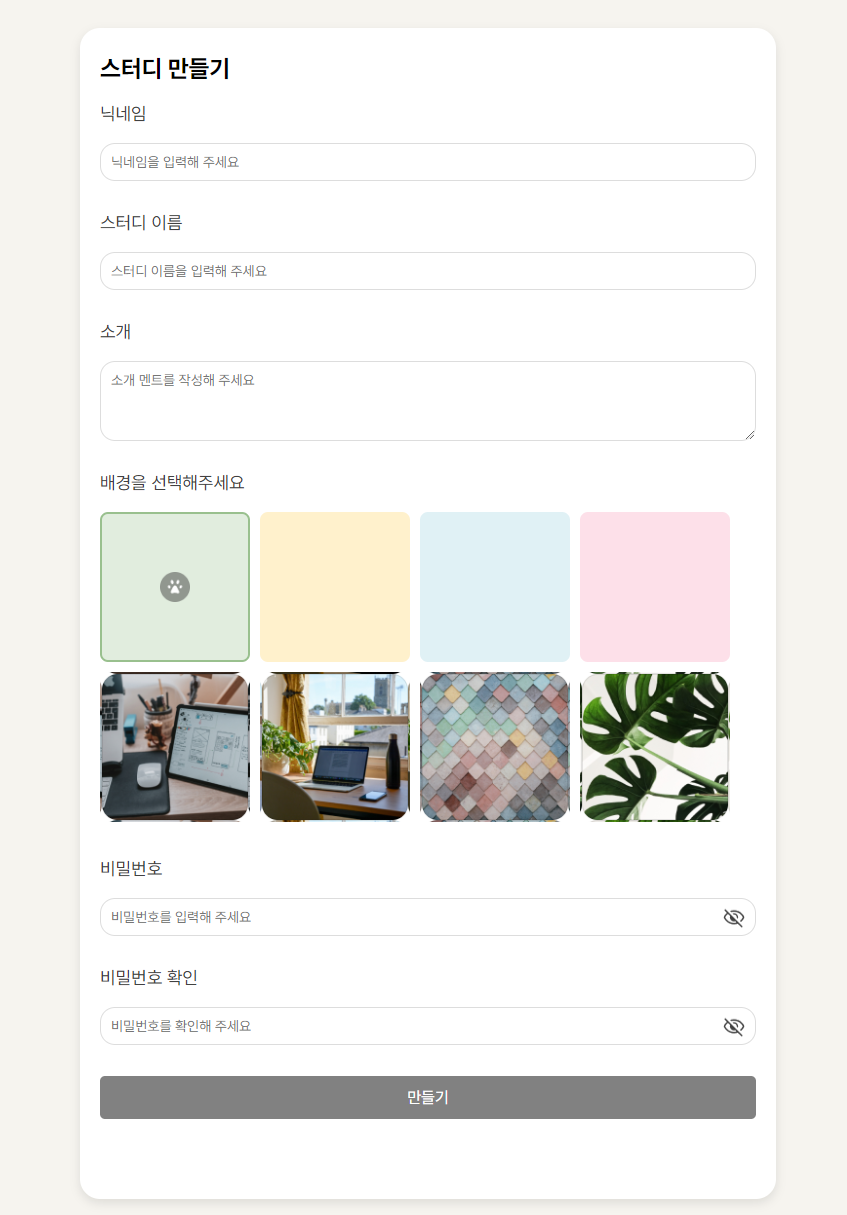 스터디 만들기
닉네임
닉네임을 입력해 주세요
스터디 이름
스터디 이름을 입력해 주세요
소개
소개 멘트를 작성해 주세요
배경을 선택해주세요
비밀번호
비밀번호를 입력해 주세요
비밀번호 확인
비밀번호를 확인해 주세요
만들기